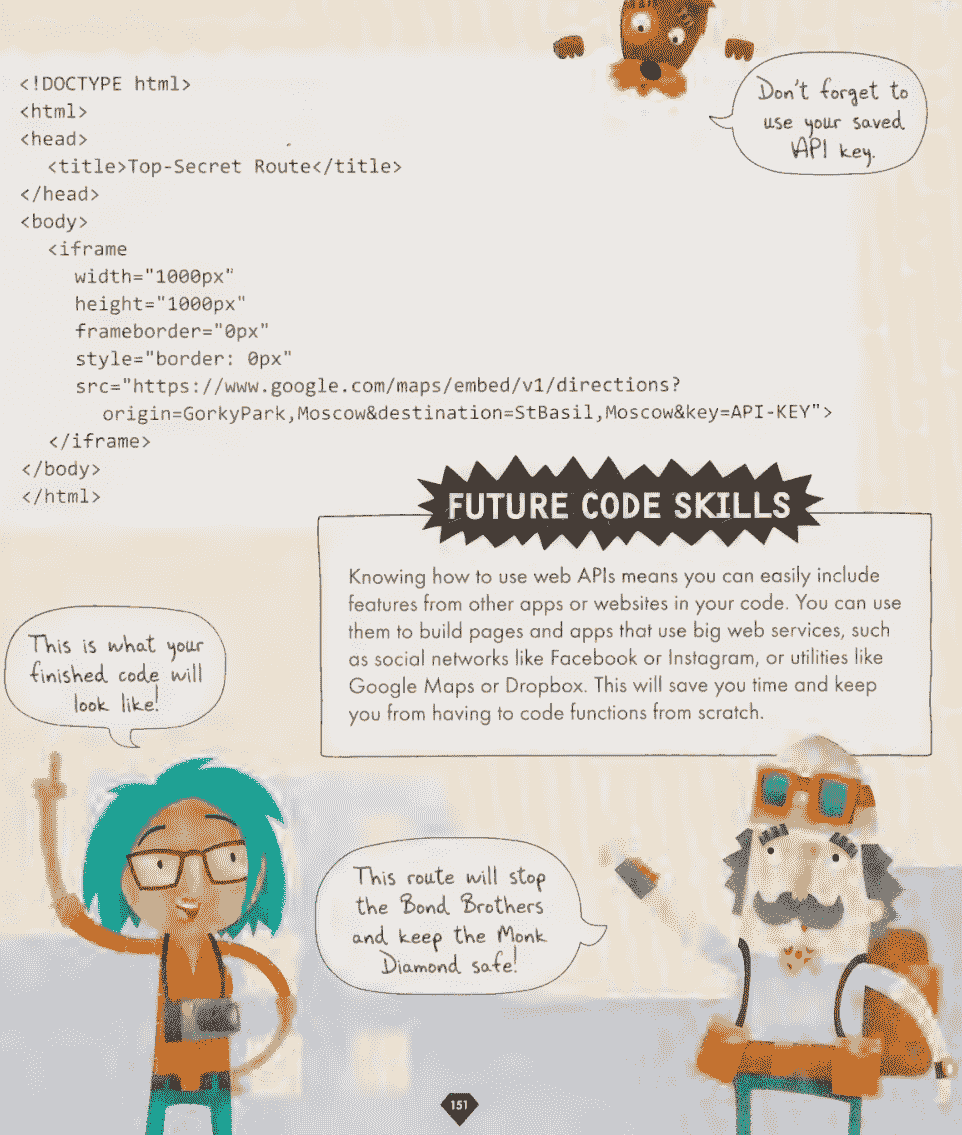 Don't forget to
use your saved
API key.
<!DOCTYPE html>
<html>
<head>
<title>Top-Secret Route</title>
</head>
<body>
<iframe
width="1000px"
height="1000px"
frameborder="0px"
style="border: 0px"
src="https://www.google.com/maps/embed/v1/directions?
origin=GorkyPark,Moscow&destination=StBasil,Moscow&key=API-KEY">
</iframe>
</body>
</html>
FUTURE CODE SKILLS
Knowing how to use web APIs means you can easily include
features from other apps or websites in your code. You can use
them to build pages and apps that use big web services, such
as social networks like Facebook or Instagram, or utilities like
Google Maps or Dropbox. This will save you time and keep
you from having to code functions from scratch.
This is what your
finished code will
look like!
This route will stop
the Bond Brothers
and keep the Monk
Diamond safe!
151